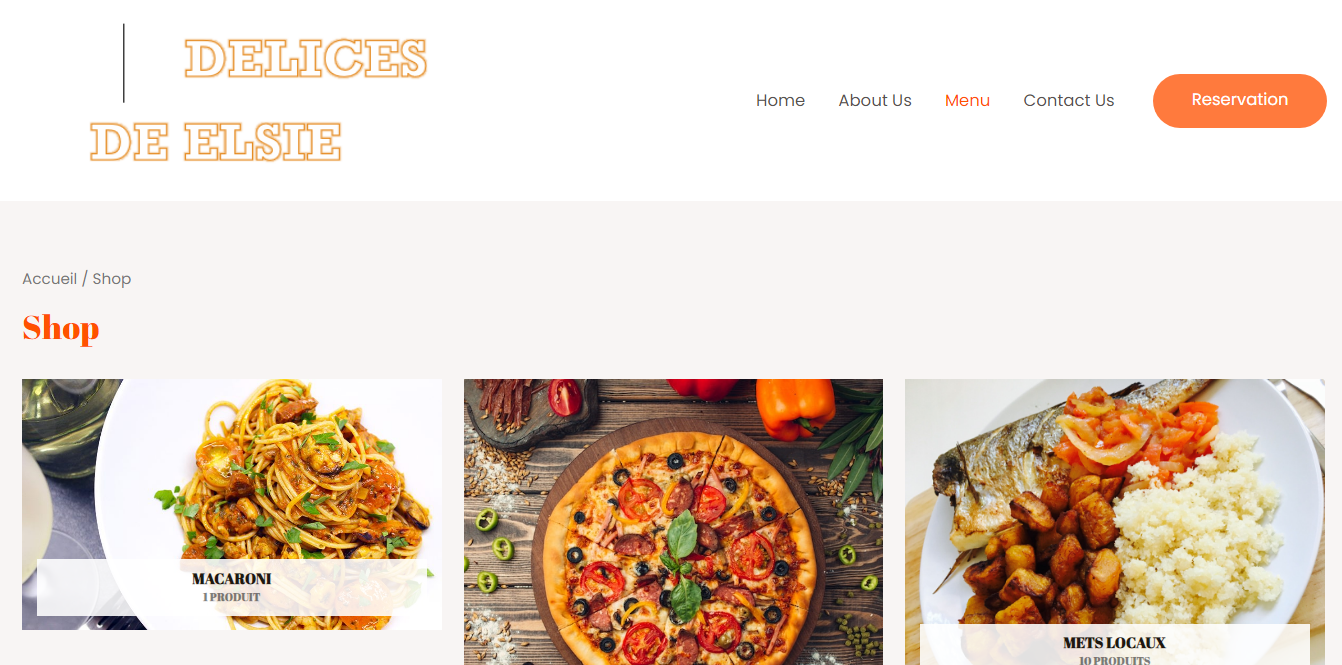 DELICES
DE ELSIE
Home
About Us
Menu
Contact Us
Reservation
Accueil / Shop
Shop
MACARONI
1 PRODUIT
METS LOCAUX
10 PRODUITS